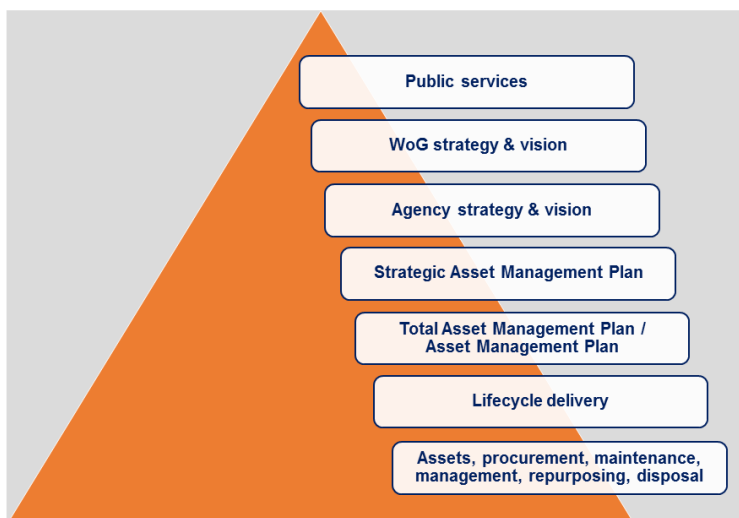 Public services
WoG strategy & vision
Agency strategy & vision
Strategic Asset Management Plan
Total Asset Management Plan /
Asset Management Plan
Lifecycle delivery
Assets, procurement, maintenance,
management, repurposing, disposal